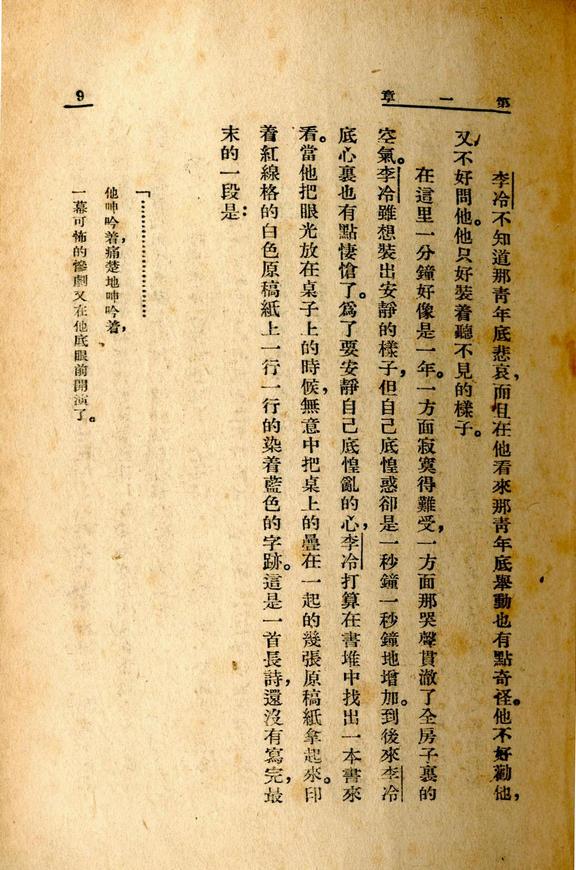 第一章
9
李冷不知道那青年底悲哀，而且在他看來那青年底舉動也有點奇怪。他不好勸他，
又不好問他。他只好裝着聽不見的樣子。
在這里一分鐘好像是一年。一方面寂寞得難受，一方面那哭聲貫澈了全房子裏的
空氣。李冷雖想裝出安靜的樣子，但自己底惶惑卻是一秒鐘一秒鐘地增加。到後來李冷
底心裏也有點悽愴了。爲了要安靜自己底惶亂的心，李冷打算在書堆中找出一本書來
看。當他把眼光放在桌子上的時候，無意中把桌上的疊在一起的幾張原稿紙拿起來。印
着紅線格的白色原稿紙上一行一行的染着藍色的字跡。這是一首長詩，還沒有寫完，最
末的一段是：
「…………………
他呻吟着，痛楚地呻吟着，
一幕可怖的慘劇又在他底眼前開演了。